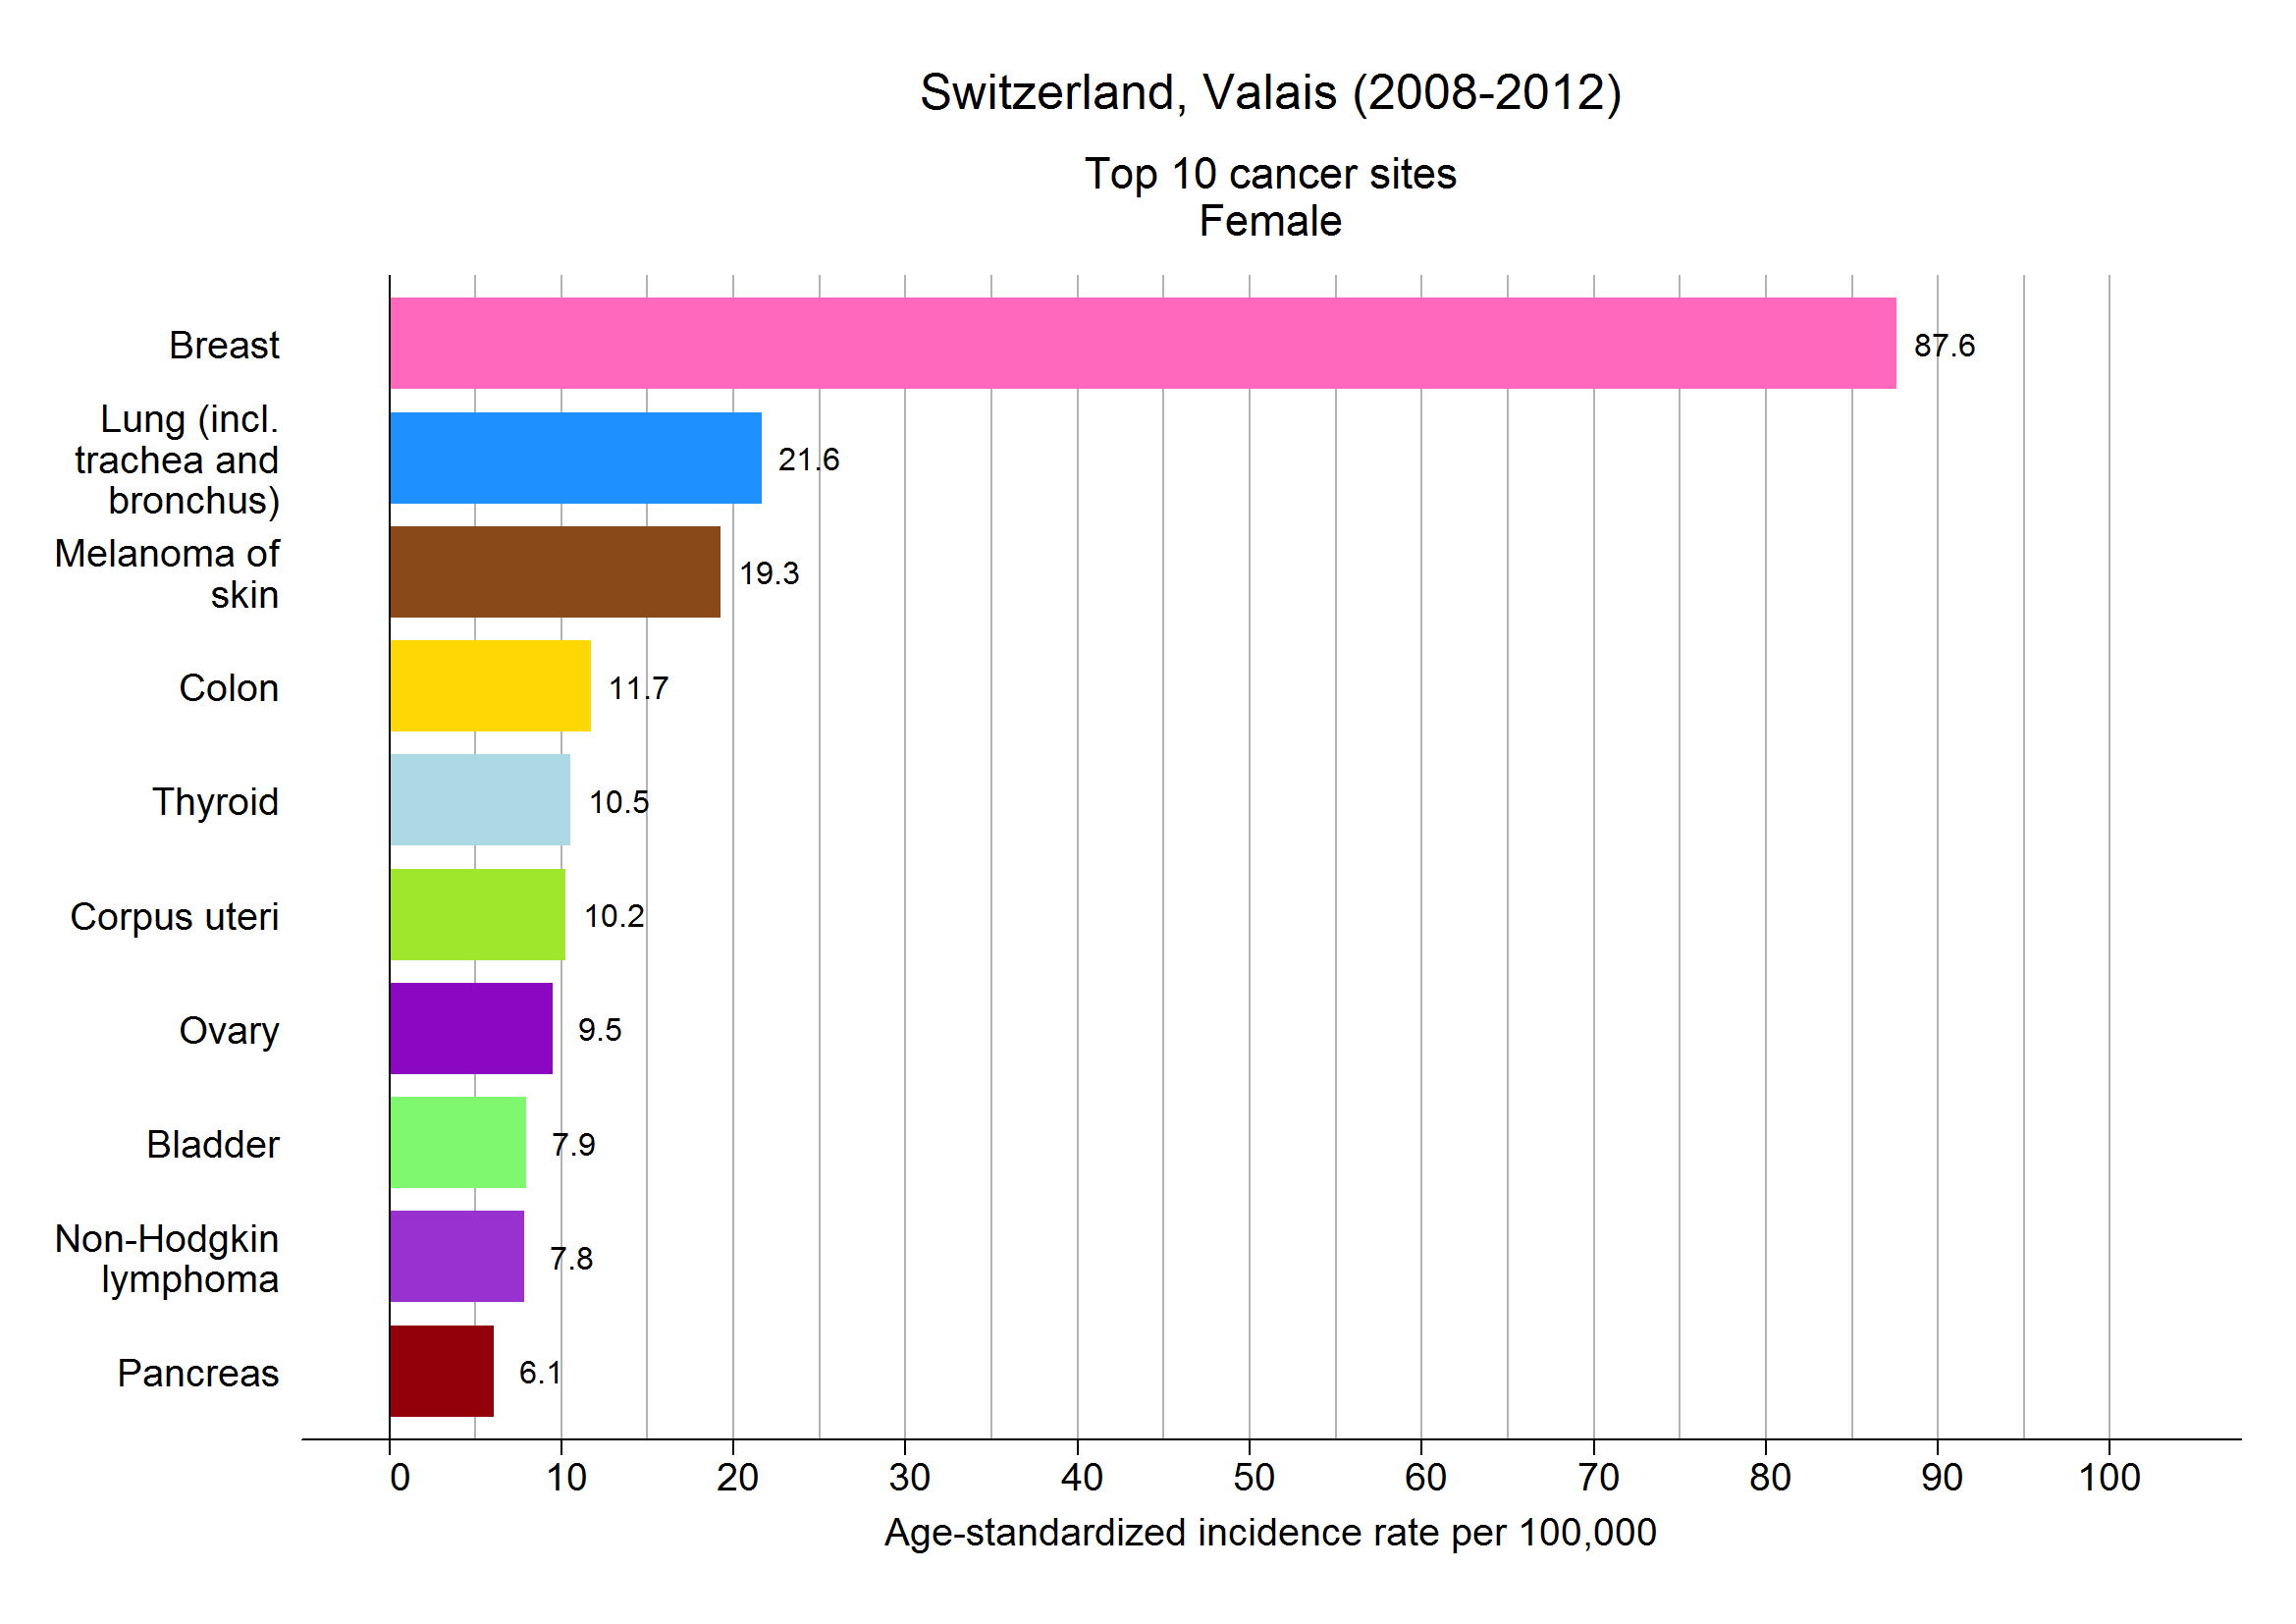 Switzerland, Valais (2008-2012)
Top 10 cancer sites
Female
Breast
87.6
Lung (incl.
trachea and
bronchus)
21.6
Melanoma of
skin
19.3
Colon
11.7
Thyroid
10.5
Corpus uteri
10.2
Ovary
9.5
Bladder
7.9
Non-Hodgkin
lymphoma
7.8
Pancreas
6.1
0 10 20 30 40 50 60 70 80 90 100
Age-standardized incidence rate per 100,000